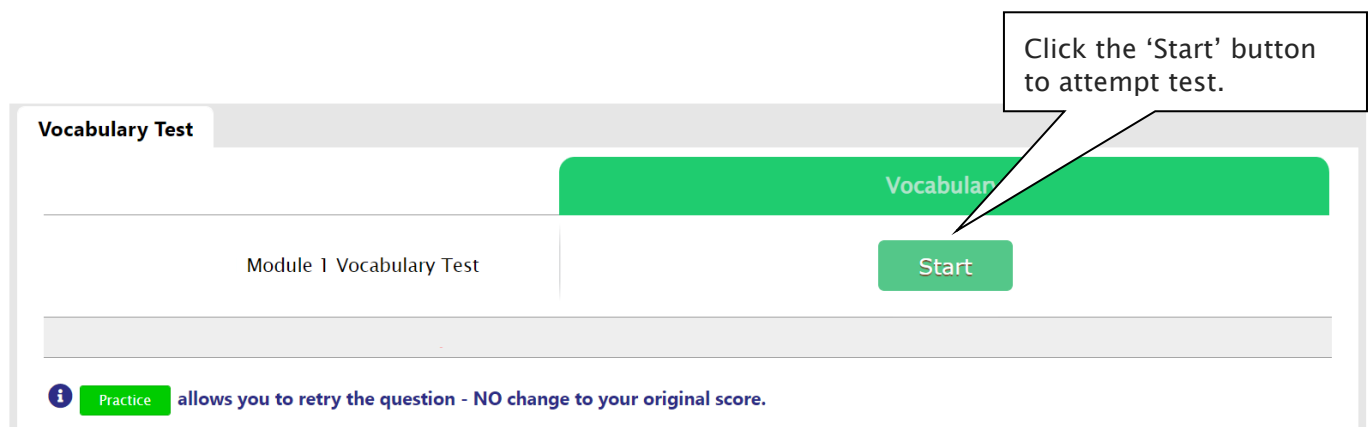 Click the ‘Start’ button
to attempt test.
Vocabulary Test
Module 1 Vocabulary Test
Start
Practice allows you to retry the question - NO change to your original score.